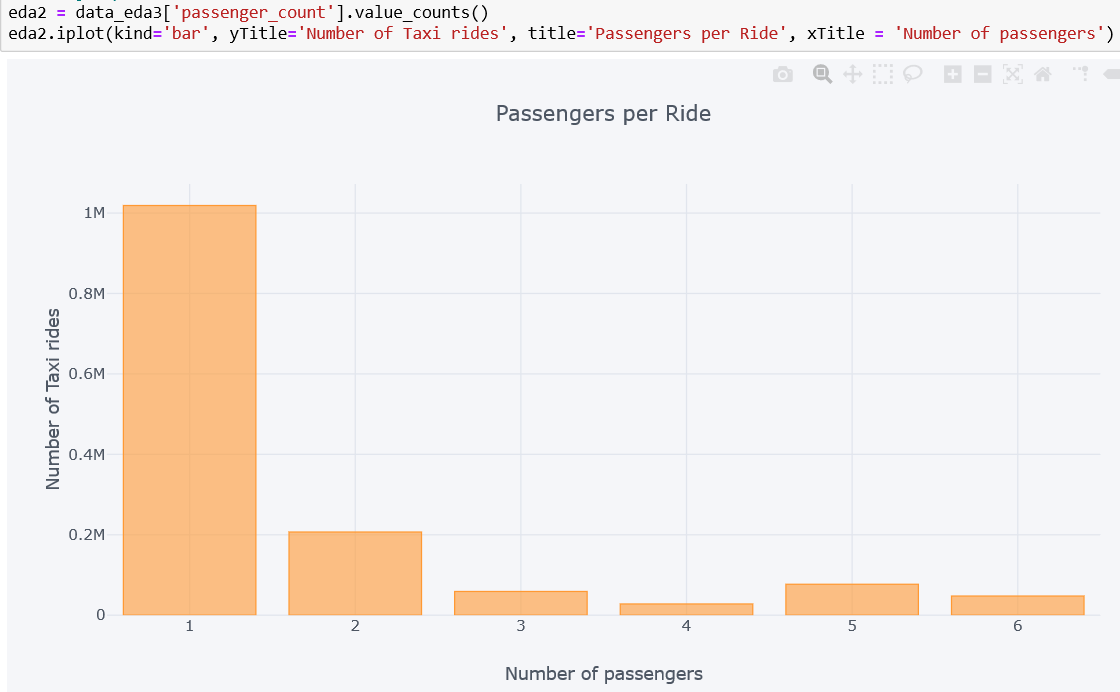 eda2 = data_eda3['passenger_count'].value_counts()
eda2.iplot(kind='bar', yTitle='Number of Taxi rides', title='Passengers per Ride', xTitle = 'Number of passengers')
Passengers per Ride
Number of Taxi rides
1M
0.8M
0.6M
0.4M
0.2M
0
1 2 3 4 5 6
Number of passengers